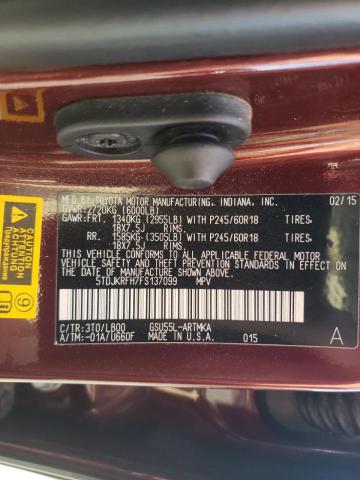 MFD.BY:TOYOTA MOTOR MANUFACTURING, INDIANA, INC. 02/15
GVWR:2720KG (6000LB)
GAWR:FRT. 1340KG (2955LB) WITH P245/60R18 TIRES,
18X7.5J RIMS,
RR. 1585KG (3505LB) WITH P245/60R18 TIRES,
18X7.5J RIMS,
THIS VEHICLE CONFORMS TO ALL APPLICABLE FEDERAL MOTOR
VEHICLE SAFETY AND THEFT PREVENTION STANDARDS IN
EFFECT ON THE DATE OF MANUFACTURE SHOWN ABOVE.
5TDJKRFH7FS137099 MPV
C/TR:3T0/LB00 GSU55L-ARTMKA
A/TM:-01A/U660F MADE IN U.S.A. 015 A
ATTENTION
ACHTUNG
Предупреждение